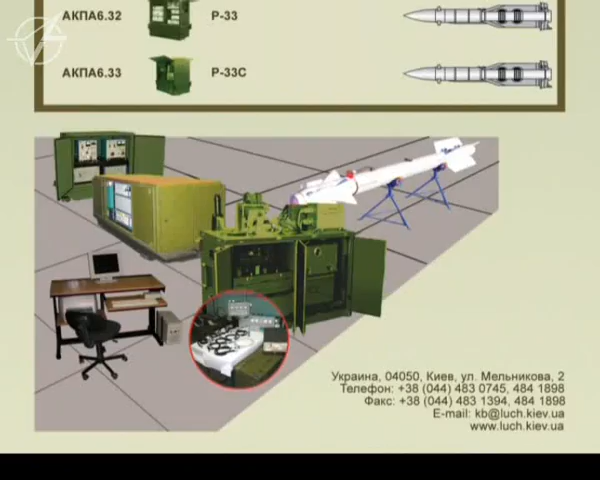 АКПА6.32 Р-33
АКПА6.33 Р-33С
Украина, 04050, Киев, ул. Мельникова, 2
Телефон: +38 (044) 483 0745, 484 1898
Факс: +38 (044) 483 1394, 484 1898
E-mail: kb@luch.kiev.ua
www.luch.kiev.ua